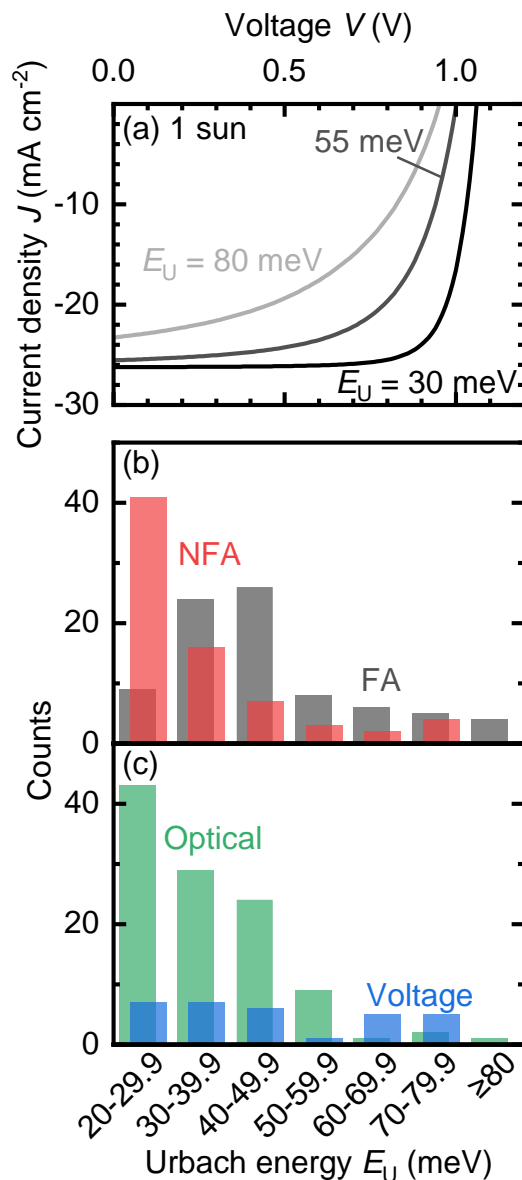 Voltage V (V)
0.0 0.5 1.0
(a) 1 sun
55 meV
-10
E_U = 80 meV
-20
E_U = 30 meV
-30
Current density J (mA cm⁻²)
(b)
40
NFA
20
FA
0
(c)
40
Optical
20
Voltage
0
Counts
20-29.9
30-39.9
40-49.9
50-59.9
60-69.9
70-79.9
≥80
Urbach energy E_U (meV)